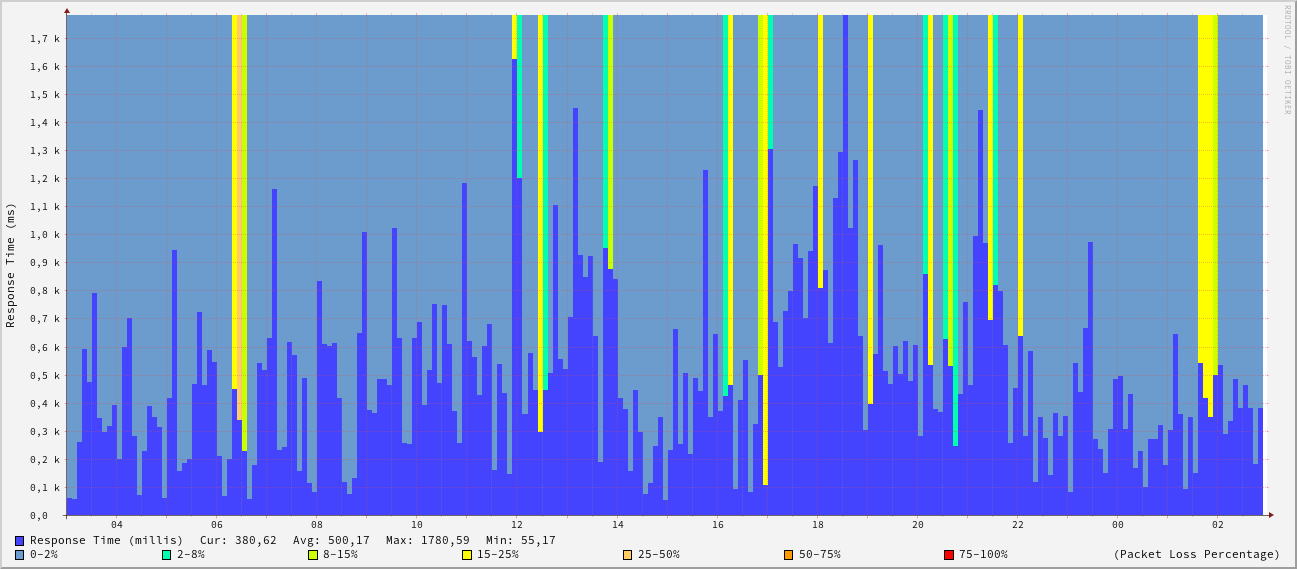 RRDTOOL / TOBI OETIKER
Response Time (ms)
1,7 k
1,6 k
1,5 k
1,4 k
1,3 k
1,2 k
1,1 k
1,0 k
0,9 k
0,8 k
0,7 k
0,6 k
0,5 k
0,4 k
0,3 k
0,2 k
0,1 k
0,0
04 06 08 10 12 14 16 18 20 22 00 02
Response Time (millis) Cur: 380,62 Avg: 500,17 Max: 1780,59 Min: 55,17
0-2% 2-8% 8-15% 15-25% 25-50% 50-75% 75-100% (Packet Loss Percentage)